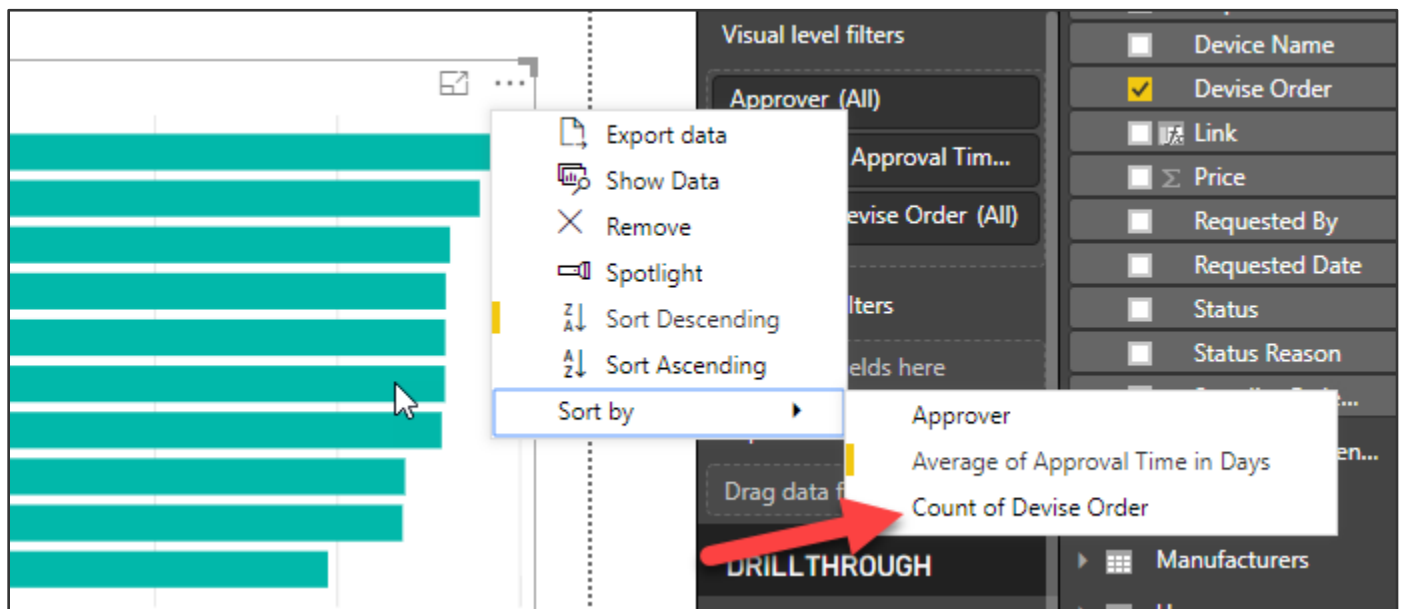 Visual level filters
Approver (All)
Approval Tim...
evise Order (All)
lters
elds here
Drag data f
DRILLTHROUGH
Export data
Show Data
Remove
Spotlight
Sort Descending
Sort Ascending
Sort by
Approver
Average of Approval Time in Days
Count of Devise Order
Device Name
Devise Order
Link
Price
Requested By
Requested Date
Status
Status Reason
en...
Manufacturers